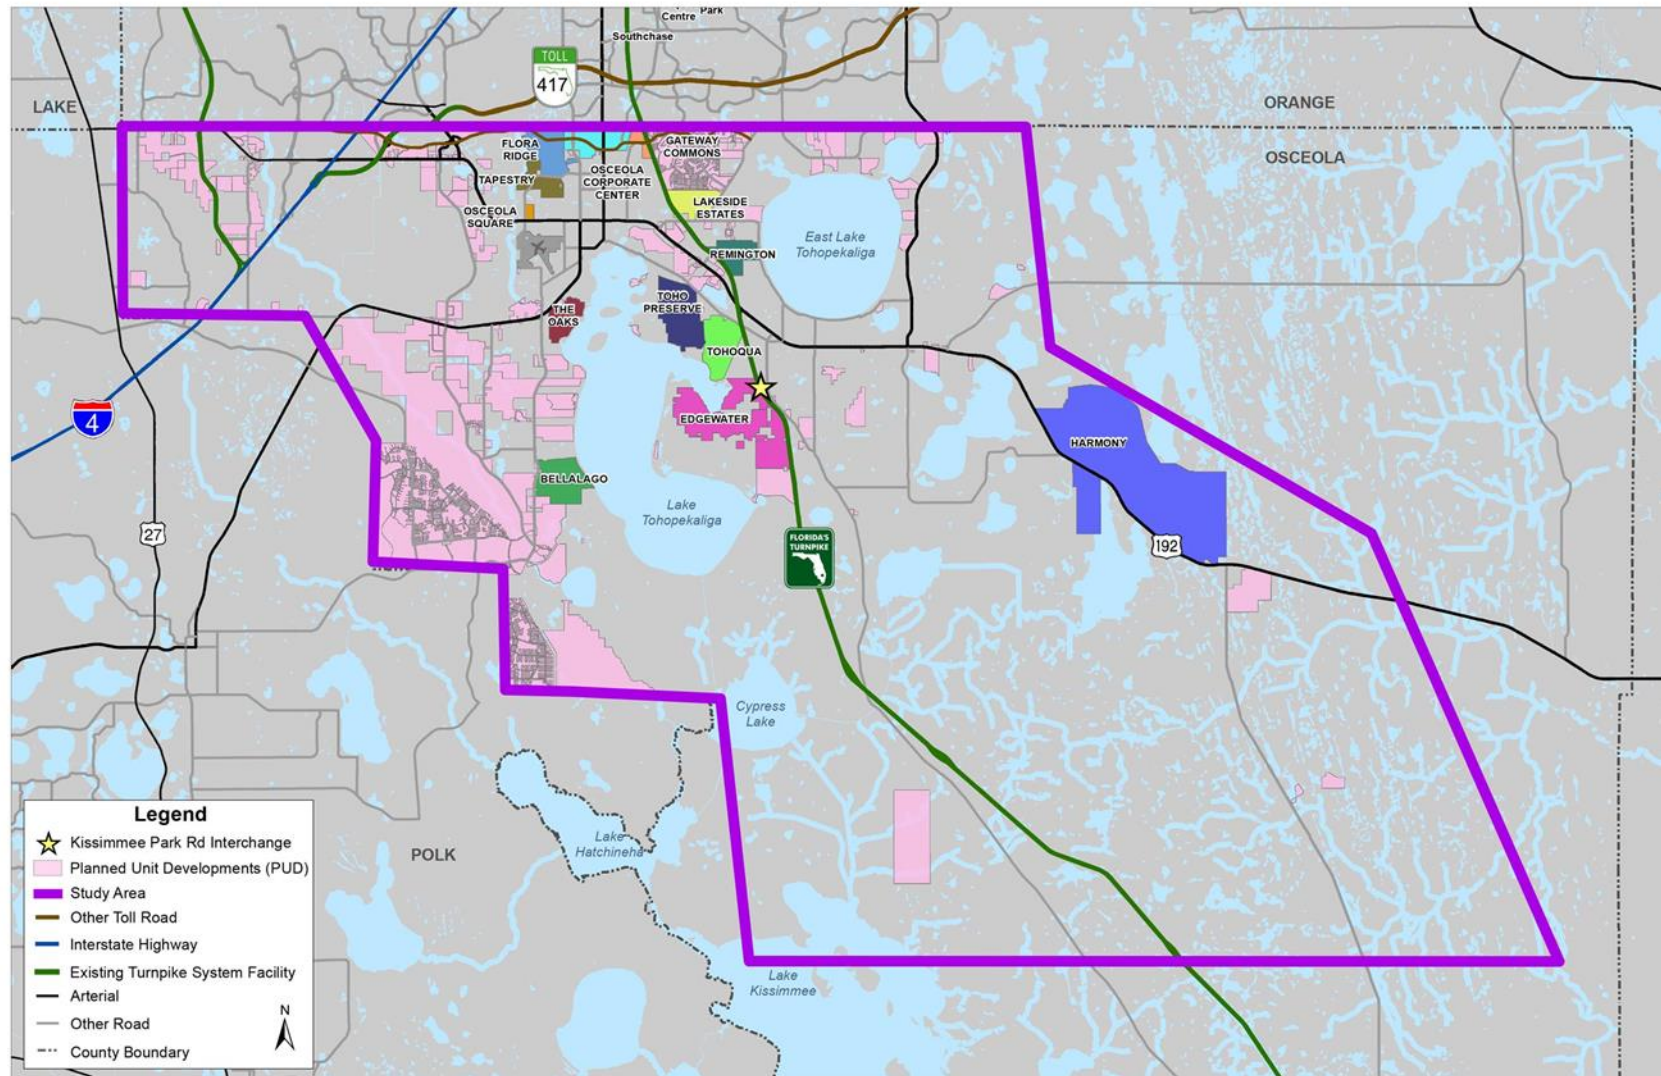 Centre
Park
Southchase
TOLL
417
LAKE
ORANGE
OSCEOLA
FLORA
RIDGE
GATEWAY
COMMONS
TAPESTRY
OSCEOLA
CORPORATE
CENTER
LAKESIDE
ESTATES
OSCEOLA
SQUARE
East Lake
Tohopekaliga
REMINGTON
TOHO
PRESERVE
THE
OAKS
TOHOQUA
4
EDGEWATER
HARMONY
BELLALAGO
Lake
Tohopekaliga
27
FLORIDA'S
TURNPIKE
192
Cypress
Lake
Lake
Hatchineha
POLK
Lake
Kissimmee
Legend
Kissimmee Park Rd Interchange
Planned Unit Developments (PUD)
Study Area
Other Toll Road
Interstate Highway
Existing Turnpike System Facility
Arterial
Other Road
County Boundary
N